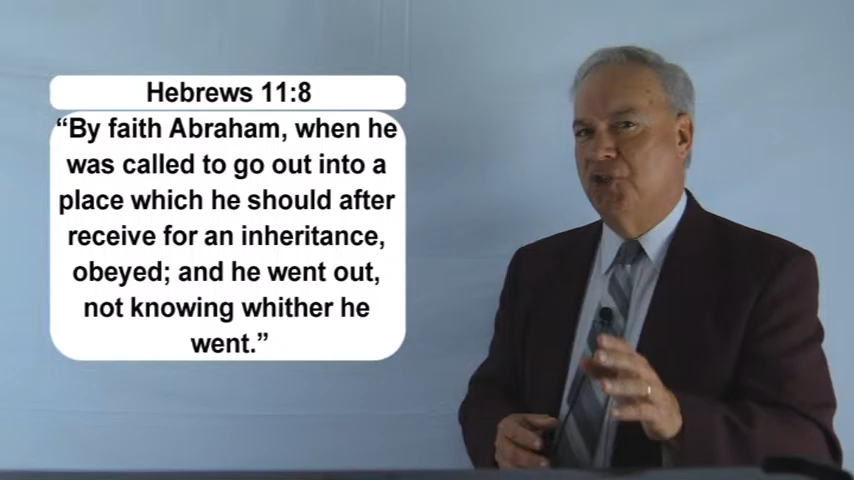 Hebrews 11:8
“By faith Abraham, when he
was called to go out into a
place which he should after
receive for an inheritance,
obeyed; and he went out,
not knowing whither he
went.”